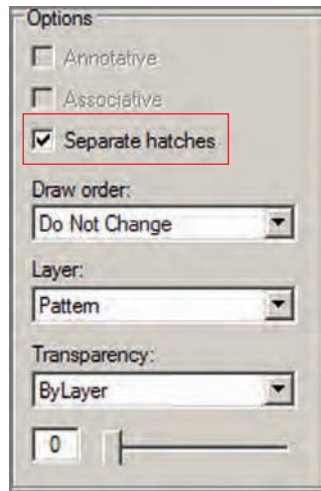 Options
Annotative
Associative
Separate hatches
Draw order:
Do Not Change
Layer:
Pattern
Transparency:
ByLayer
0